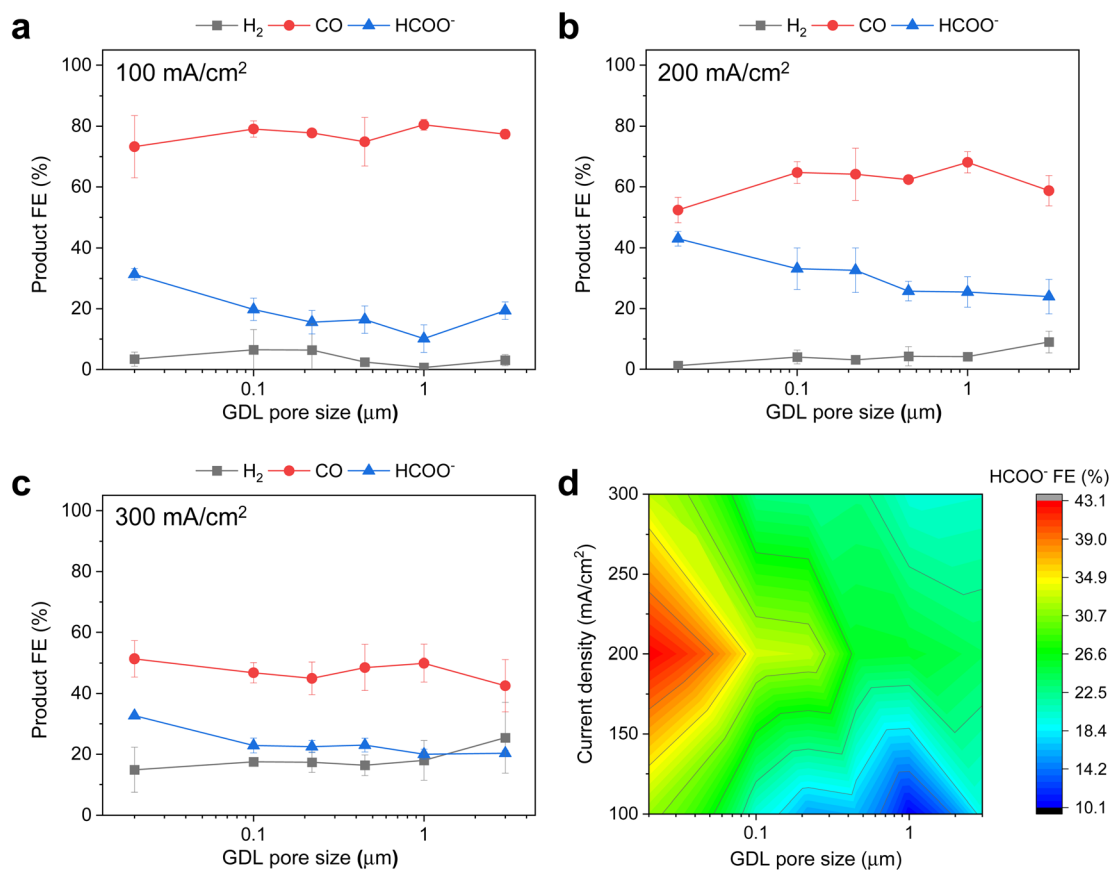 a
H₂ CO HCOO⁻
100 mA/cm²
100
80
60
40
20
0
Product FE (%)
0.1 1
GDL pore size (μm)
b
H₂ CO HCOO⁻
200 mA/cm²
100
80
60
40
20
0
Product FE (%)
0.1 1
GDL pore size (μm)
c
H₂ CO HCOO⁻
300 mA/cm²
100
80
60
40
20
0
Product FE (%)
0.1 1
GDL pore size (μm)
d
HCOO⁻ FE (%)
300
250
200
150
100
Current density (mA/cm²)
0.1 1
GDL pore size (μm)
43.1
39.0
34.9
30.7
26.6
22.5
18.4
14.2
10.1